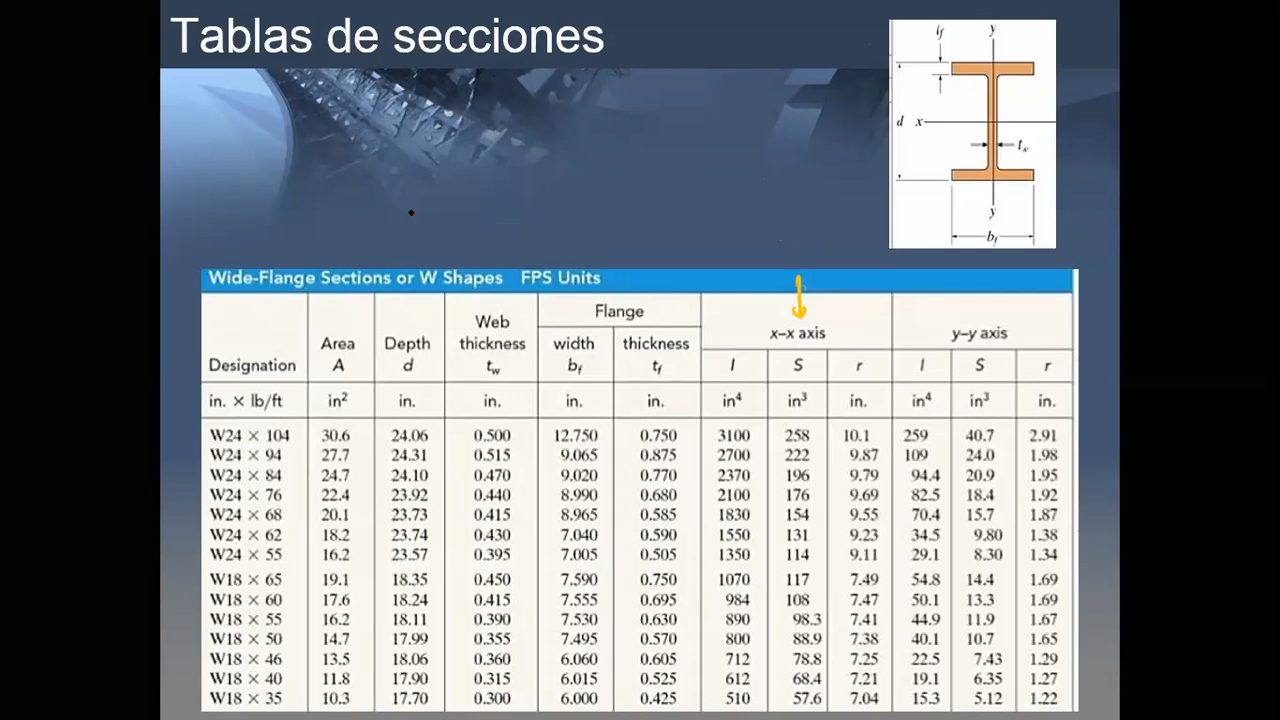 Tablas de secciones
tf
y
d x
tw
y
bf
Wide-Flange Sections or W Shapes FPS Units
Designation Area A Depth d Web thickness tw Flange x–x axis y–y axis
width bf thickness tf I S r I S r
in. × lb/ft in² in. in. in. in. in⁴ in³ in. in⁴ in³ in.
W24 × 104 30.6 24.06 0.500 12.750 0.750 3100 258 10.1 259 40.7 2.91
W24 × 94 27.7 24.31 0.515 9.065 0.875 2700 222 9.87 109 24.0 1.98
W24 × 84 24.7 24.10 0.470 9.020 0.770 2370 196 9.79 94.4 20.9 1.95
W24 × 76 22.4 23.92 0.440 8.990 0.680 2100 176 9.69 82.5 18.4 1.92
W24 × 68 20.1 23.73 0.415 8.965 0.585 1830 154 9.55 70.4 15.7 1.87
W24 × 62 18.2 23.74 0.430 7.040 0.590 1550 131 9.23 34.5 9.80 1.38
W24 × 55 16.2 23.57 0.395 7.005 0.505 1350 114 9.11 29.1 8.30 1.34
W18 × 65 19.1 18.35 0.450 7.590 0.750 1070 117 7.49 54.8 14.4 1.69
W18 × 60 17.6 18.24 0.415 7.555 0.695 984 108 7.47 50.1 13.3 1.69
W18 × 55 16.2 18.11 0.390 7.530 0.630 890 98.3 7.41 44.9 11.9 1.67
W18 × 50 14.7 17.99 0.355 7.495 0.570 800 88.9 7.38 40.1 10.7 1.65
W18 × 46 13.5 18.06 0.360 6.060 0.605 712 78.8 7.25 22.5 7.43 1.29
W18 × 40 11.8 17.90 0.315 6.015 0.525 612 68.4 7.21 19.1 6.35 1.27
W18 × 35 10.3 17.70 0.300 6.000 0.425 510 57.6 7.04 15.3 5.12 1.22